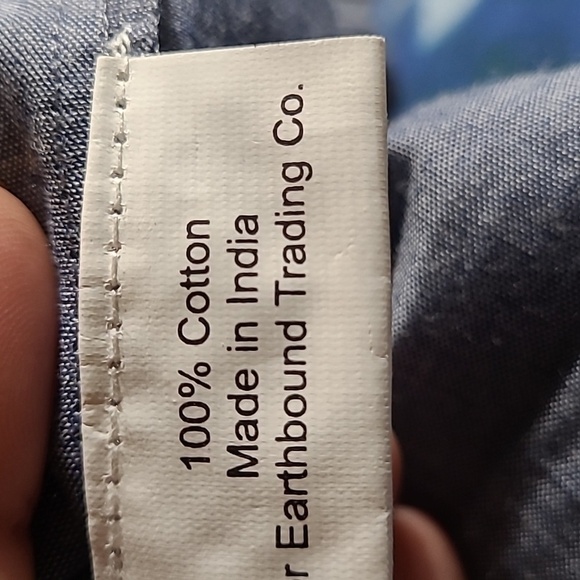 100% Cotton
Made in India
r Earthbound Trading Co.